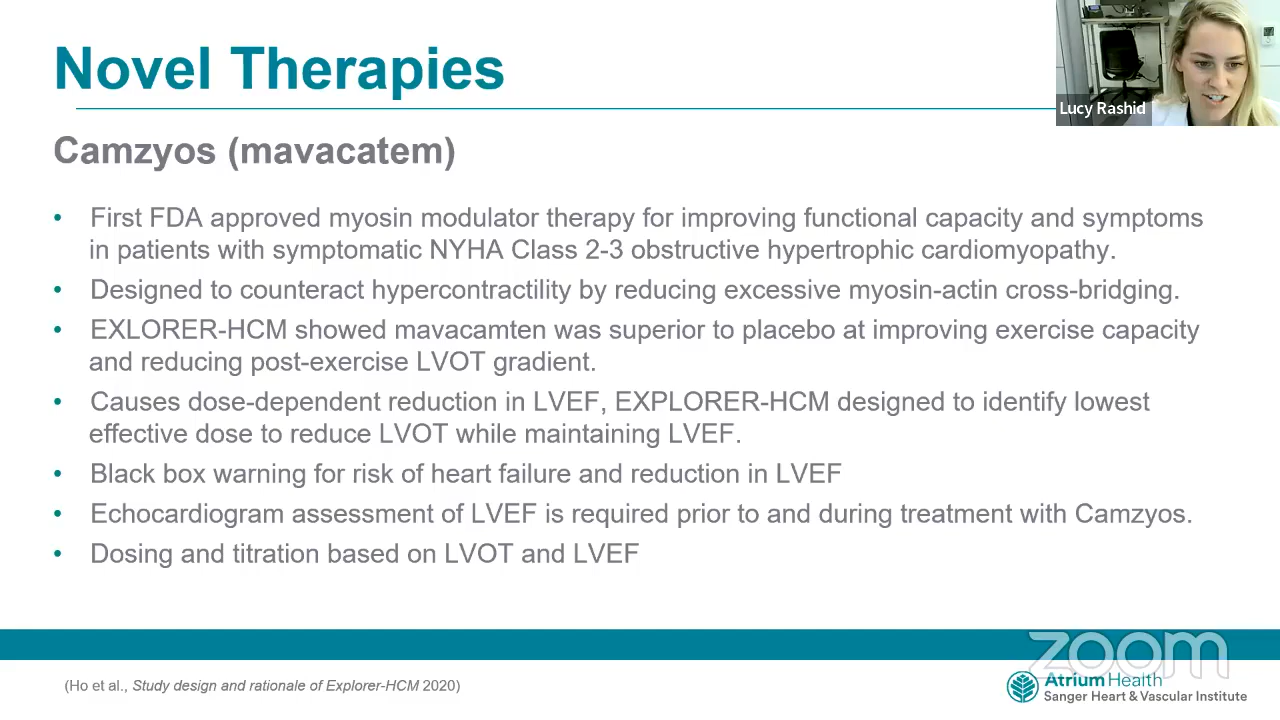 Novel Therapies
Lucy Rashid
Camzyos (mavacatem)
• First FDA approved myosin modulator therapy for improving functional capacity and symptoms
in patients with symptomatic NYHA Class 2-3 obstructive hypertrophic cardiomyopathy.
• Designed to counteract hypercontractility by reducing excessive myosin-actin cross-bridging.
• EXLORER-HCM showed mavacamten was superior to placebo at improving exercise capacity
and reducing post-exercise LVOT gradient.
• Causes dose-dependent reduction in LVEF, EXPLORER-HCM designed to identify lowest
effective dose to reduce LVOT while maintaining LVEF.
• Black box warning for risk of heart failure and reduction in LVEF
• Echocardiogram assessment of LVEF is required prior to and during treatment with Camzyos.
• Dosing and titration based on LVOT and LVEF
zoom
(Ho et al., Study design and rationale of Explorer-HCM 2020)
Atrium Health
Sanger Heart & Vascular Institute